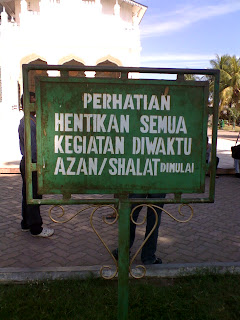 PERHATIAN
HENTIKAN SEMUA
KEGIATAN DIWAKTU
AZAN/SHALAT DIMULAI